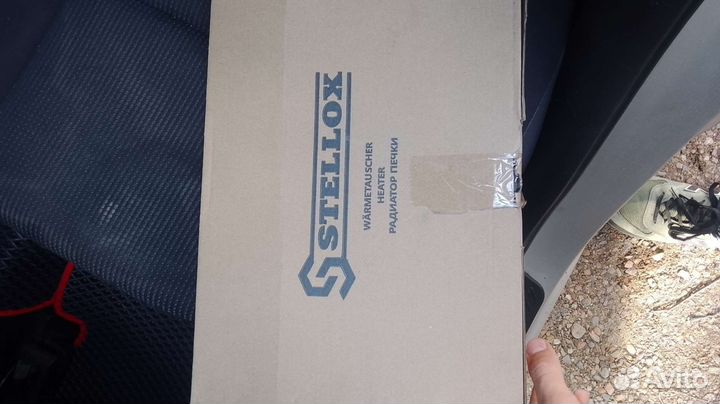 STELLOX
WÄRMETAUSCHER
HEATER
РАДИАТОР ПЕЧКИ
Avito